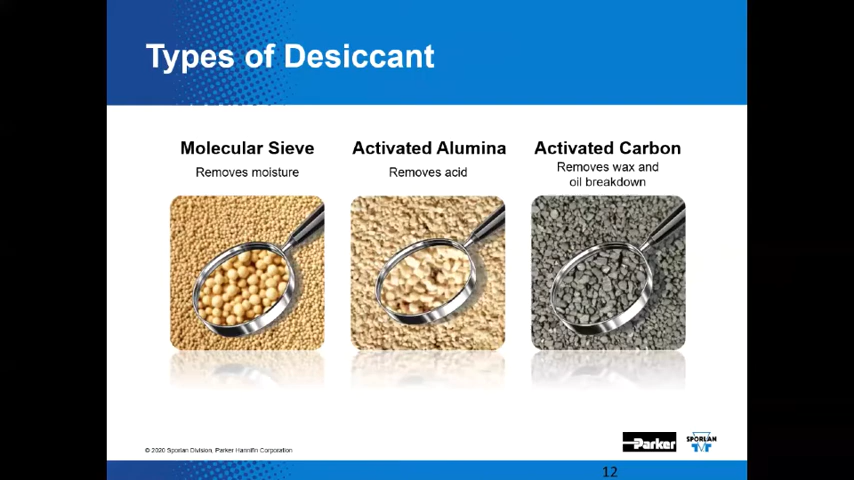 Types of Desiccant
Molecular Sieve
Removes moisture
Activated Alumina
Removes acid
Activated Carbon
Removes wax and
oil breakdown
© 2020 Sporlan Division, Parker Hannifin Corporation
Parker
SPORLAN
12